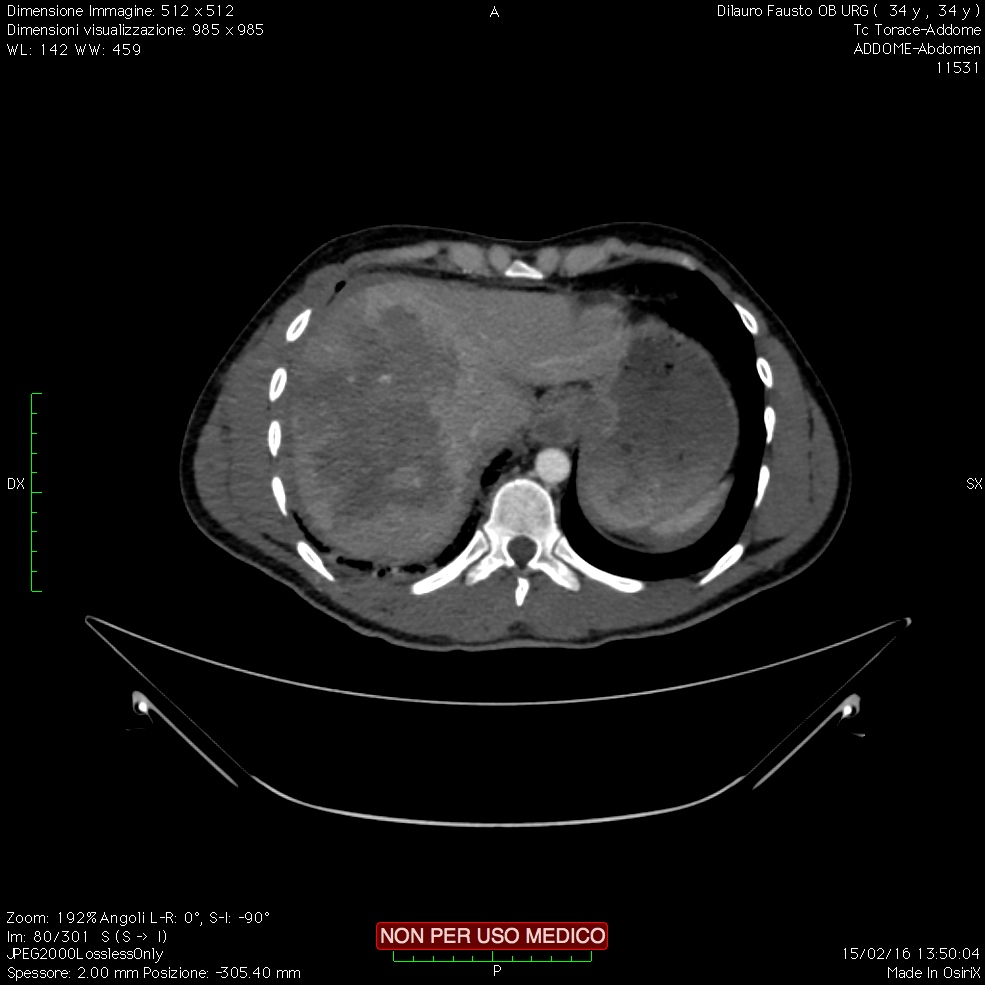 Dimensione Immagine: 512 x 512
Dimensioni visualizzazione: 985 x 985
WL: 142 WW: 459
A
Dilauro Fausto OB URG ( 34 y , 34 y )
Tc Torace-Addome
ADDOME-Abdomen
11531
DX
SX
Zoom: 192% Angoli L-R: 0°, S-I: -90°
Im: 80/301 S (S -> I)
JPEG2000LosslessOnly
Spessore: 2.00 mm Posizione: -305.40 mm
NON PER USO MEDICO
P
15/02/16 13:50:04
Made In OsiriX